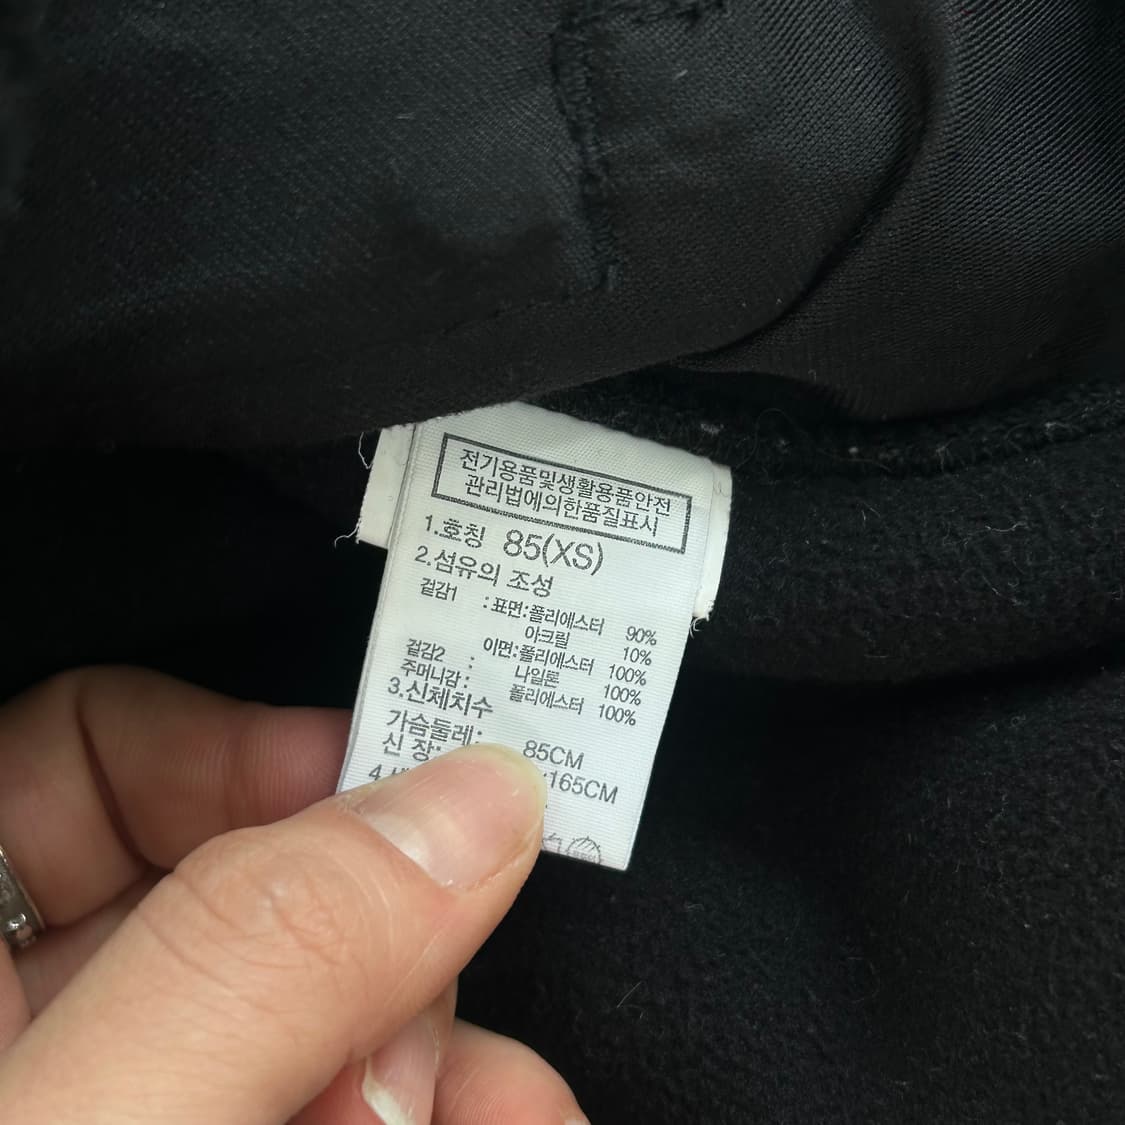 전기용품및생활용품안전
관리법에의한품질표시
1.호칭 85(XS)
2.섬유의 조성
겉감1 : 표면:폴리에스터 90%
아크릴 10%
이면:폴리에스터 100%
겉감2 : 나일론 100%
주머니감: 폴리에스터 100%
3.신체치수
가슴둘레: 85CM
신 장: 165CM
4.